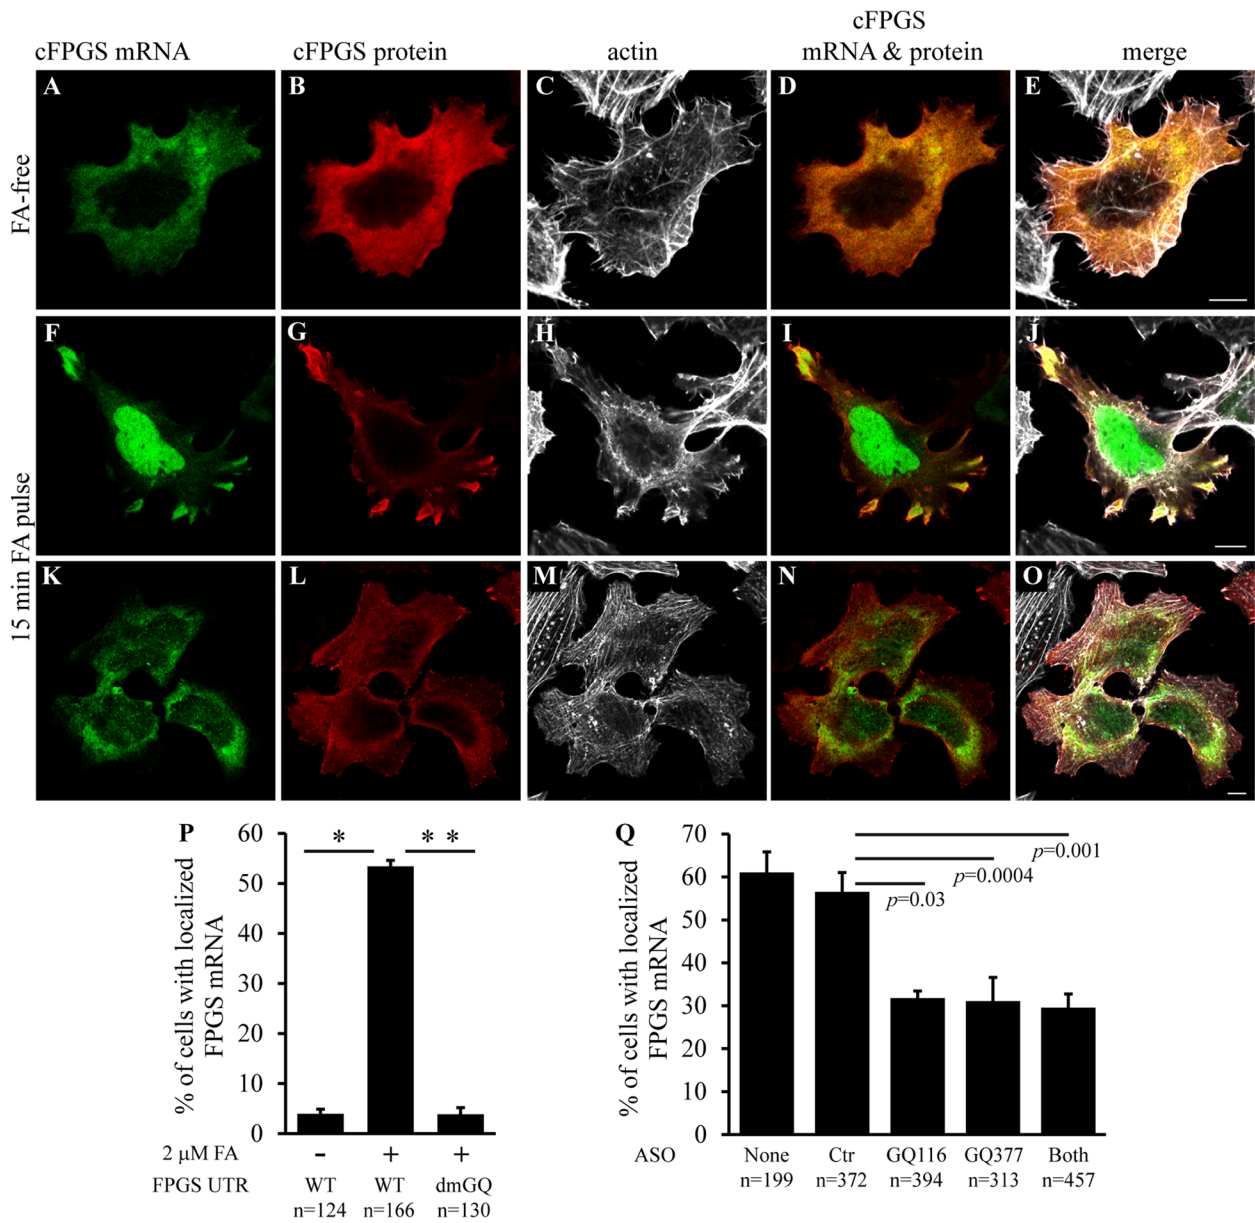 cFPGS mRNA
cFPGS protein
actin
cFPGS
mRNA & protein
merge
FA-free
A
B
C
D
E
15 min FA pulse
F
G
H
I
J
K
L
M
N
O
P
% of cells with localized
FPGS mRNA
60
50
40
30
20
10
0
*
* *
2 µM FA - + +
FPGS UTR WT WT dmGQ
n=124 n=166 n=130
Q
% of cells with localized
FPGS mRNA
70
60
50
40
30
20
10
0
p=0.001
p=0.0004
p=0.03
ASO None Ctr GQ116 GQ377 Both
n=199 n=372 n=394 n=313 n=457